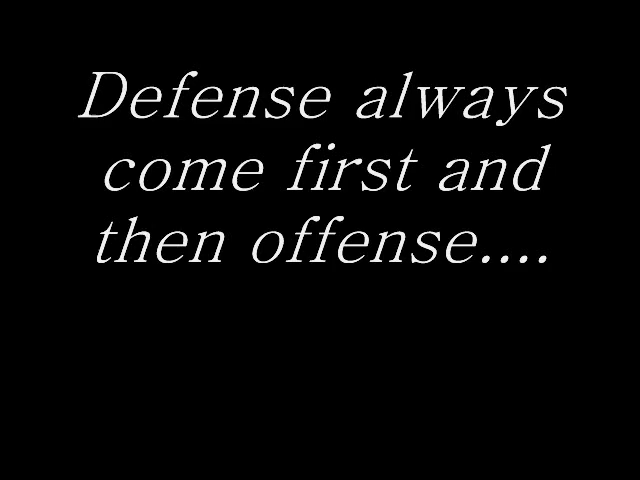 Defense always
come first and
then offense....